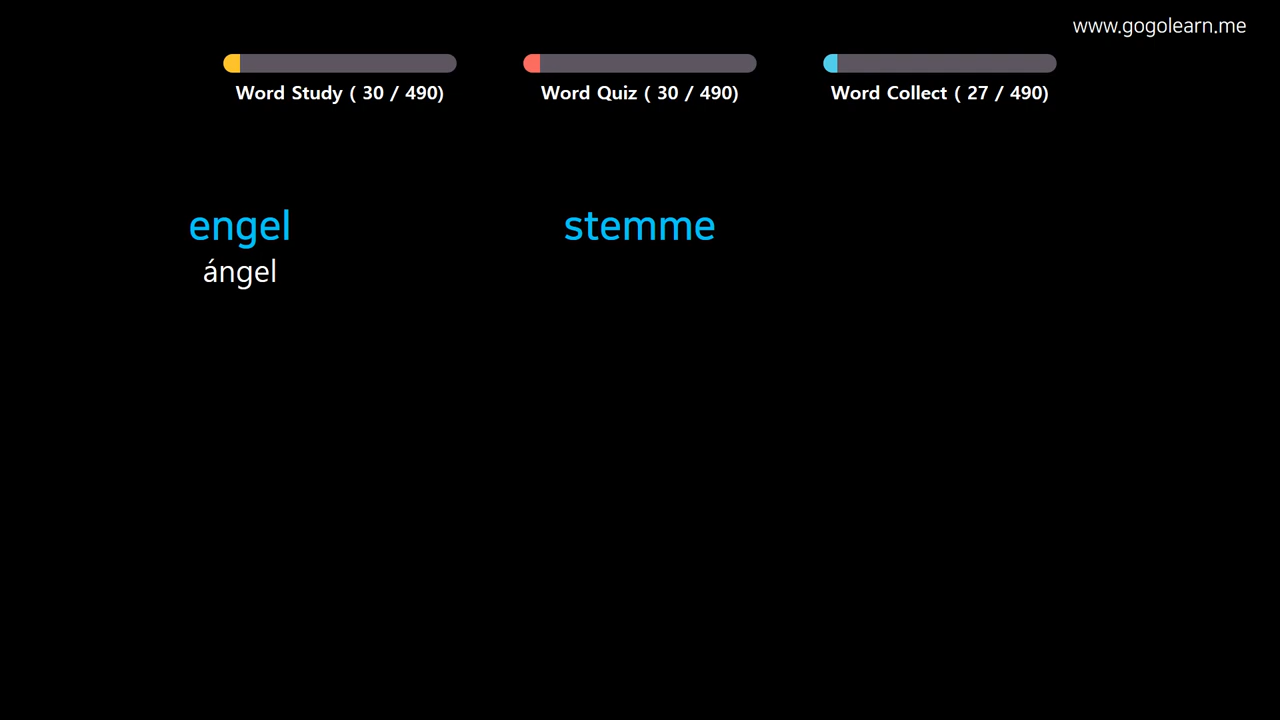 www.gogolearn.me
Word Study ( 30 / 490)
Word Quiz ( 30 / 490)
Word Collect ( 27 / 490)
engel
ángel
stemme